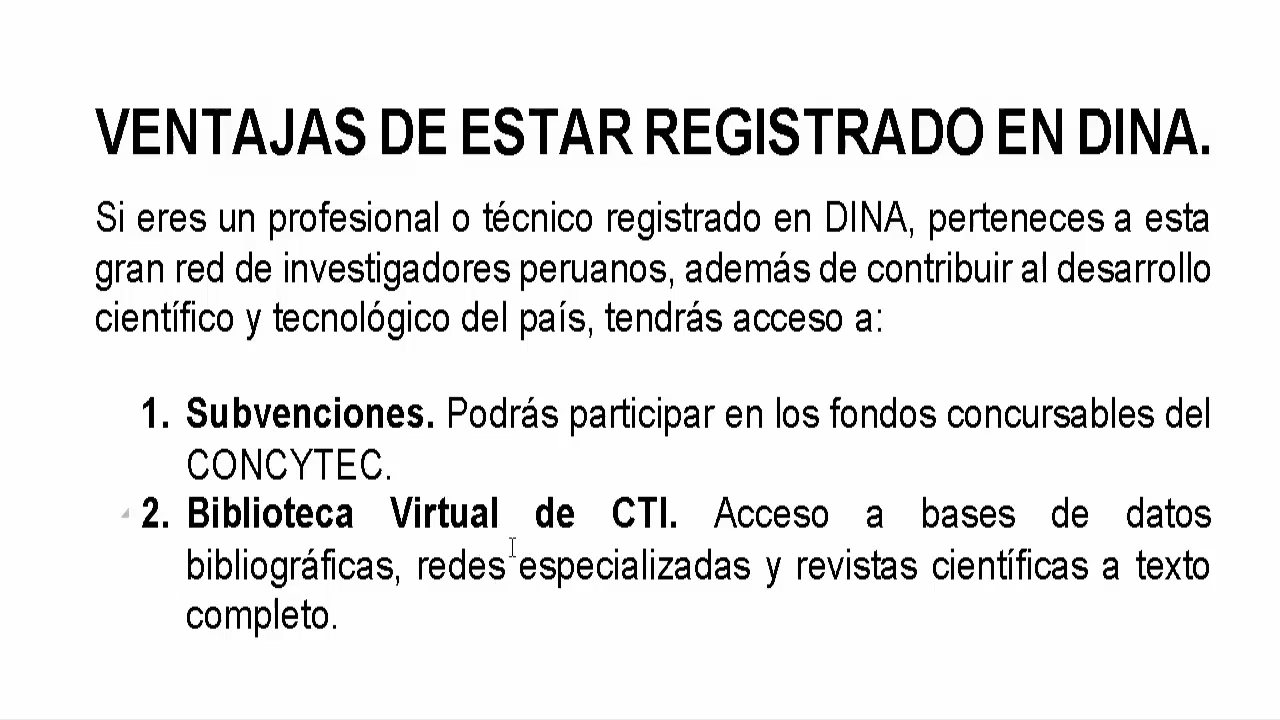 VENTAJAS DE ESTAR REGISTRADO EN DINA.
Si eres un profesional o técnico registrado en DINA, perteneces a esta
gran red de investigadores peruanos, además de contribuir al desarrollo
científico y tecnológico del país, tendrás acceso a:
1. Subvenciones. Podrás participar en los fondos concursables del
CONCYTEC.
2. Biblioteca Virtual de CTI. Acceso a bases de datos
bibliográficas, redes especializadas y revistas científicas a texto
completo.